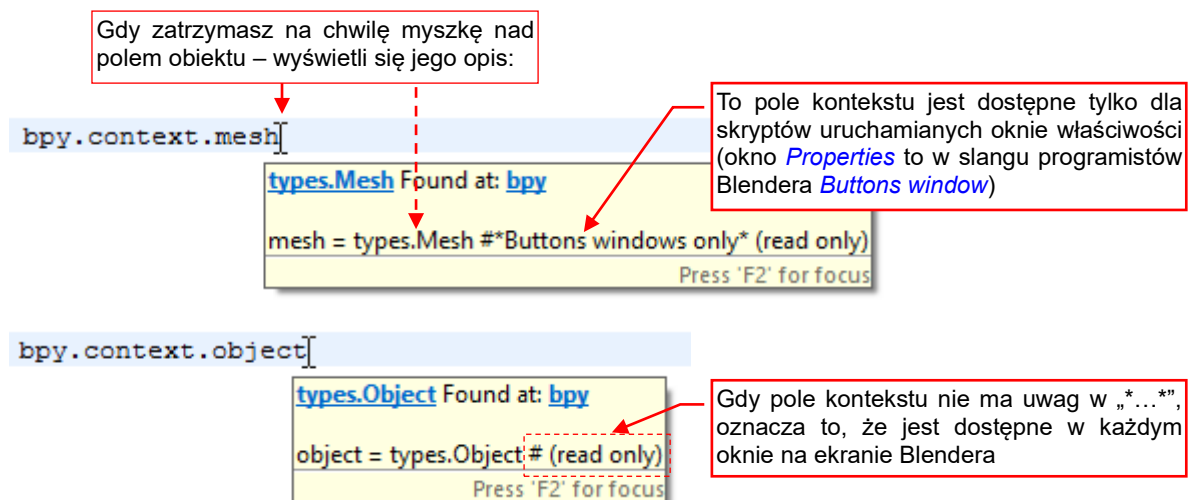 Gdy zatrzymasz na chwilę myszkę nad
polem obiektu – wyświetli się jego opis:
bpy.context.mesh
To pole kontekstu jest dostępne tylko dla
skryptów uruchamianych oknie właściwości
(okno Properties to w slangu programistów
Blendera Buttons window)
types.Mesh Found at: bpy
mesh = types.Mesh #*Buttons windows only* (read only)
Press 'F2' for focus
bpy.context.object
types.Object Found at: bpy
object = types.Object # (read only)
Press 'F2' for focus
Gdy pole kontekstu nie ma uwag w „*…*”,
oznacza to, że jest dostępne w każdym
oknie na ekranie Blendera